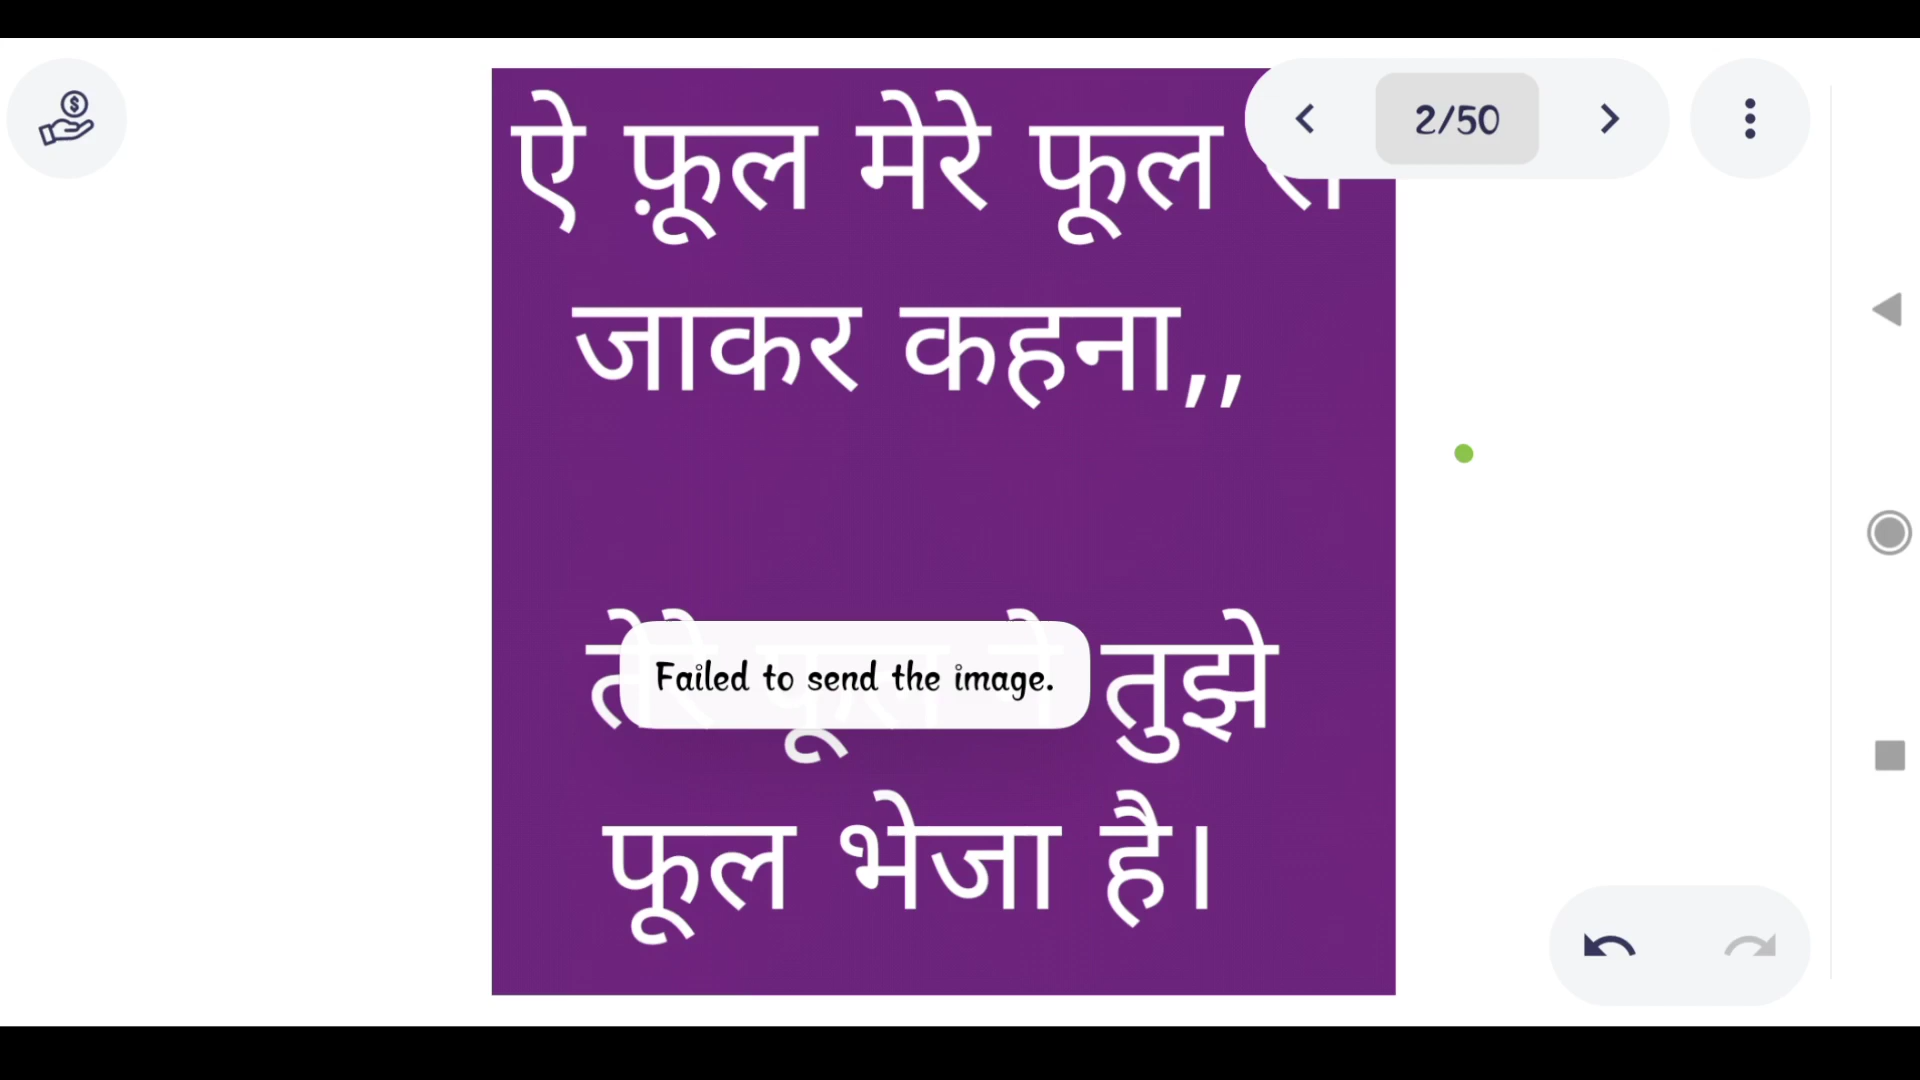 2/50
ऐ फ़ूल मेरे फूल
जाकर कहना,,
Failed to send the image.
तुझे
फूल भेजा है।